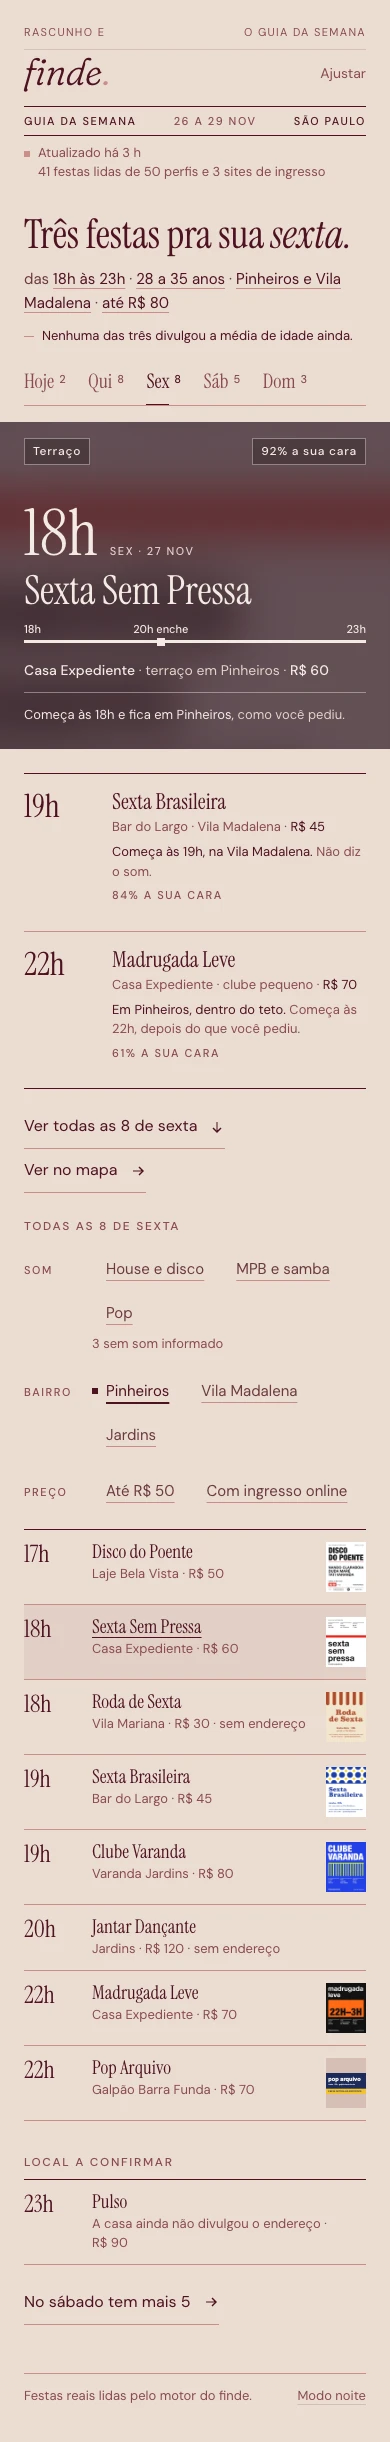 RASCUNHO E
O GUIA DA SEMANA
finde.
Ajustar
GUIA DA SEMANA
26 A 29 NOV
SÃO PAULO
Atualizado há 3 h
41 festas lidas de 50 perfis e 3 sites de ingresso
Três festas pra sua sexta.
das 18h às 23h · 28 a 35 anos · Pinheiros e Vila
Madalena · até R$ 80
— Nenhuma das três divulgou a média de idade ainda.
Hoje 2
Qui 8
Sex 8
Sáb 5
Dom 3
Terraço
92% a sua cara
18h
SEX · 27 NOV
Sexta Sem Pressa
18h
20h enche
23h
Casa Expediente · terraço em Pinheiros · R$ 60
Começa às 18h e fica em Pinheiros, como você pediu.
19h
Sexta Brasileira
Bar do Largo · Vila Madalena · R$ 45
Começa às 19h, na Vila Madalena. Não diz
o som.
84% A SUA CARA
22h
Madrugada Leve
Casa Expediente · clube pequeno · R$ 70
Em Pinheiros, dentro do teto. Começa às
22h, depois do que você pediu.
61% A SUA CARA
Ver todas as 8 de sexta ↓
Ver no mapa →
TODAS AS 8 DE SEXTA
SOM
House e disco
MPB e samba
Pop
3 sem som informado
BAIRRO
Pinheiros
Vila Madalena
Jardins
PREÇO
Até R$ 50
Com ingresso online
17h
Disco do Poente
Laje Bela Vista · R$ 50
DISCO
DO POENTE
18h
Sexta Sem Pressa
Casa Expediente · R$ 60
sexta
sem
pressa
18h
Roda de Sexta
Vila Mariana · R$ 30 · sem endereço
Roda
de Sexta
19h
Sexta Brasileira
Bar do Largo · R$ 45
Sexta
Brasileira
19h
Clube Varanda
Varanda Jardins · R$ 80
CLUBE
VARANDA
20h
Jantar Dançante
Jardins · R$ 120 · sem endereço
22h
Madrugada Leve
Casa Expediente · R$ 70
madrugada
leve
22H–3H
22h
Pop Arquivo
Galpão Barra Funda · R$ 70
pop arquivo
LOCAL A CONFIRMAR
23h
Pulso
A casa ainda não divulgou o endereço ·
R$ 90
No sábado tem mais 5 →
Festas reais lidas pelo motor do finde.
Modo noite